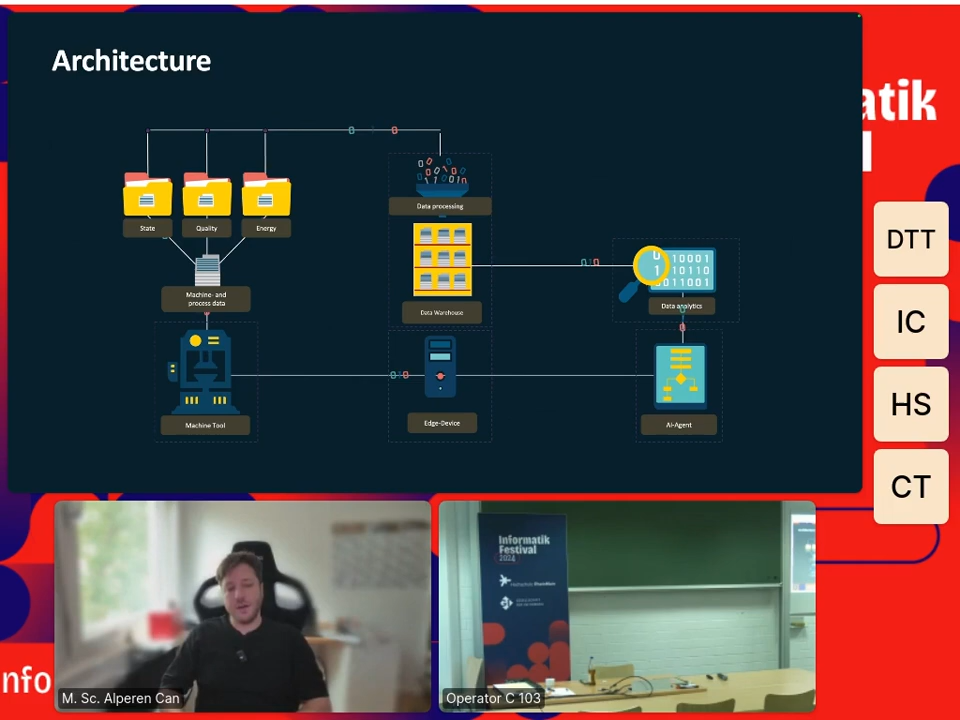 Architecture
State
Quality
Energy
Machine- and
process data
Machine Tool
Data processing
Data Warehouse
Edge-Device
10001
10110
0011001
Data analytics
AI-Agent
atik
DTT
IC
HS
CT
nfo
M. Sc. Alperen Can
Informatik
Festival
2024
Operator C 103